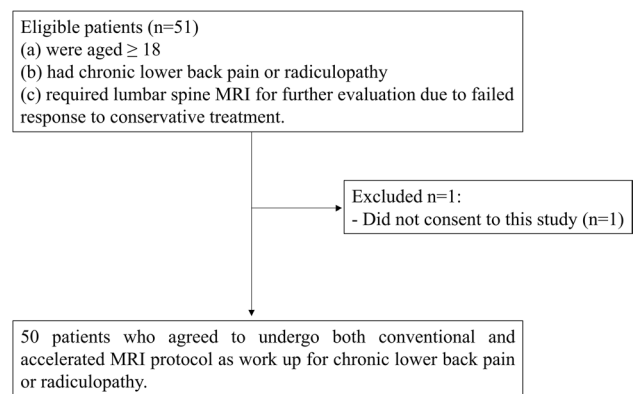 Eligible patients (n=51)
(a) were aged ≥ 18
(b) had chronic lower back pain or radiculopathy
(c) required lumbar spine MRI for further evaluation due to failed
response to conservative treatment.
Excluded n=1:
- Did not consent to this study (n=1)
50 patients who agreed to undergo both conventional and
accelerated MRI protocol as work up for chronic lower back pain
or radiculopathy.